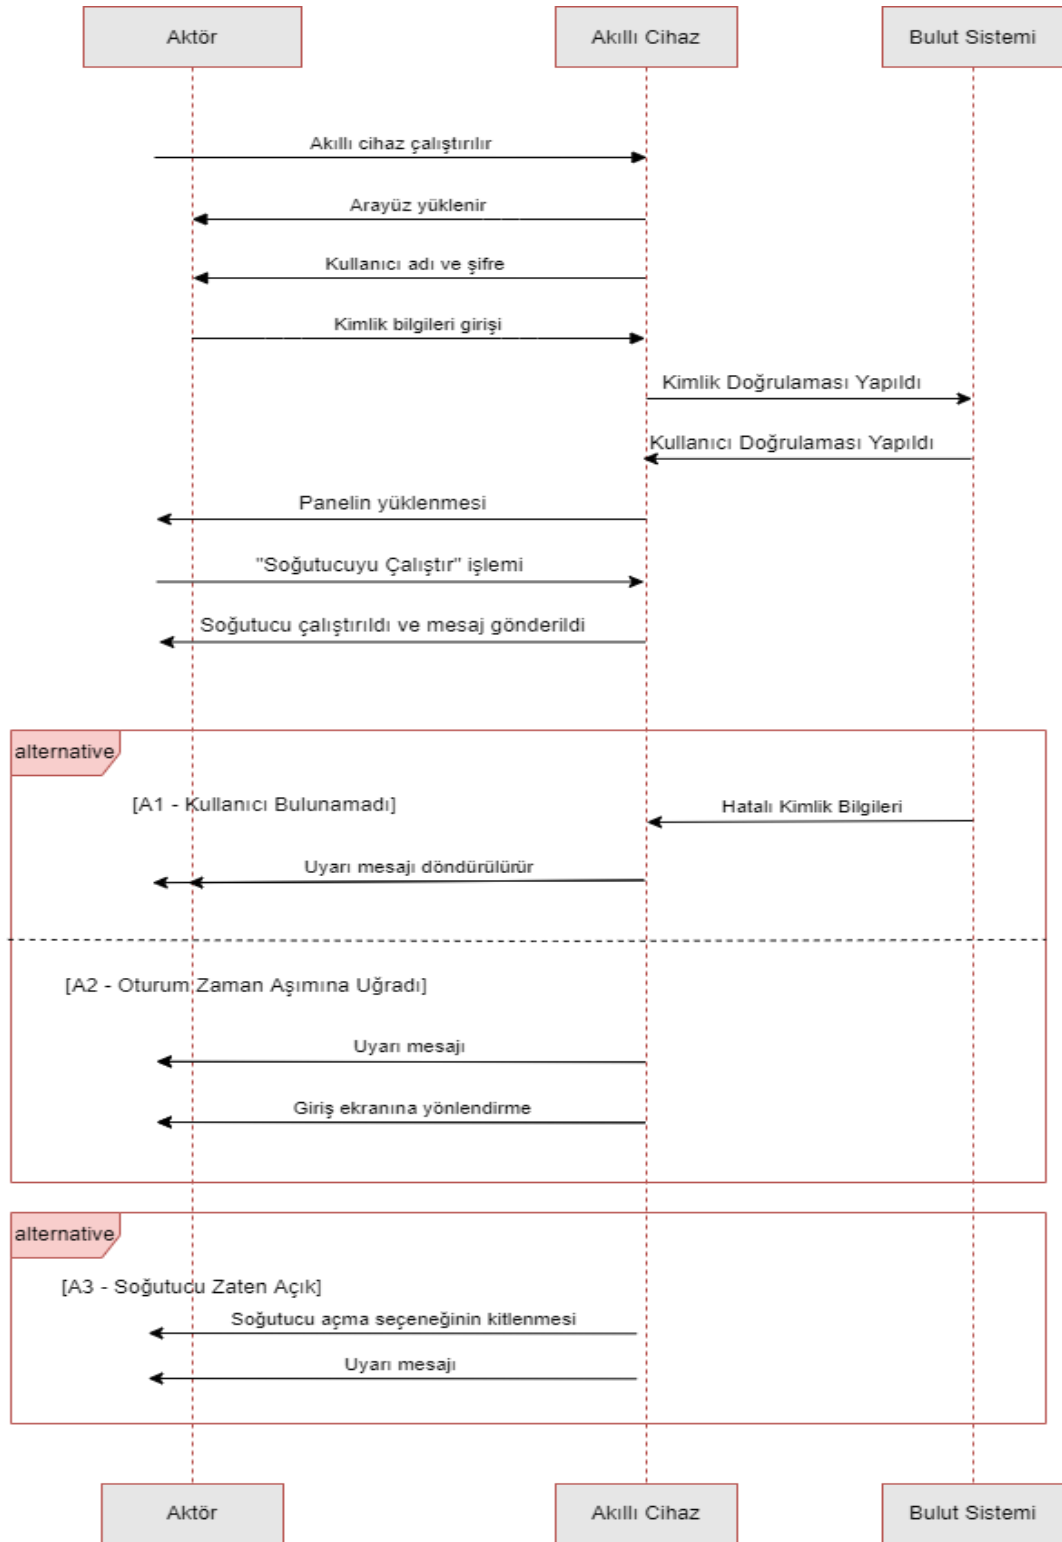 Aktör
Akıllı Cihaz
Bulut Sistemi
Akıllı cihaz çalıştırılır
Arayüz yüklenir
Kullanıcı adı ve şifre
Kimlik bilgileri girişi
Kimlik Doğrulaması Yapıldı
Kullanıcı Doğrulaması Yapıldı
Panelin yüklenmesi
"Soğutucuyu Çalıştır" işlemi
Soğutucu çalıştırıldı ve mesaj gönderildi
alternative
[A1 - Kullanıcı Bulunamadı]
Hatalı Kimlik Bilgileri
Uyarı mesajı döndürülürür
[A2 - Oturum Zaman Aşımına Uğradı]
Uyarı mesajı
Giriş ekranına yönlendirme
alternative
[A3 - Soğutucu Zaten Açık]
Soğutucu açma seçeneğinin kitlenmesi
Uyarı mesajı
Aktör
Akıllı Cihaz
Bulut Sistemi